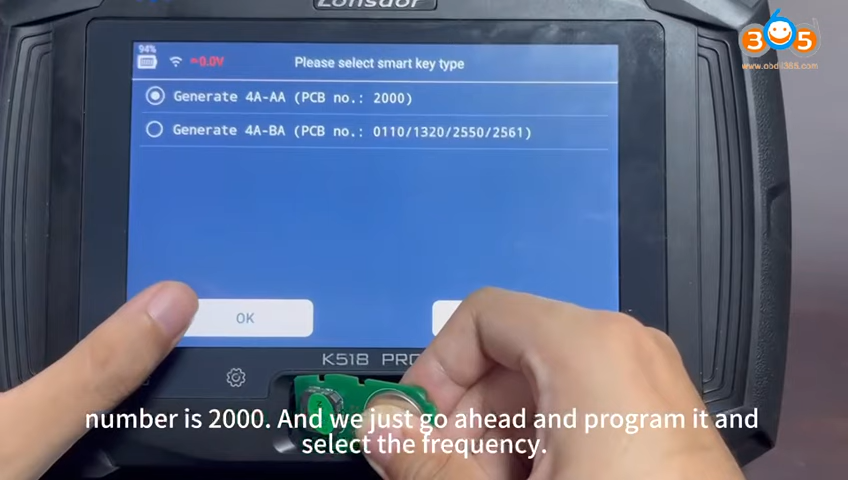 Lonsdor
94%
0.0V
Please select smart key type
Generate 4A-AA (PCB no.: 2000)
Generate 4A-BA (PCB no.: 0110/1320/2550/2561)
OK
K518 PRO
number is 2000. And we just go ahead and program it and
select the frequency.
365
www.obdii365.com